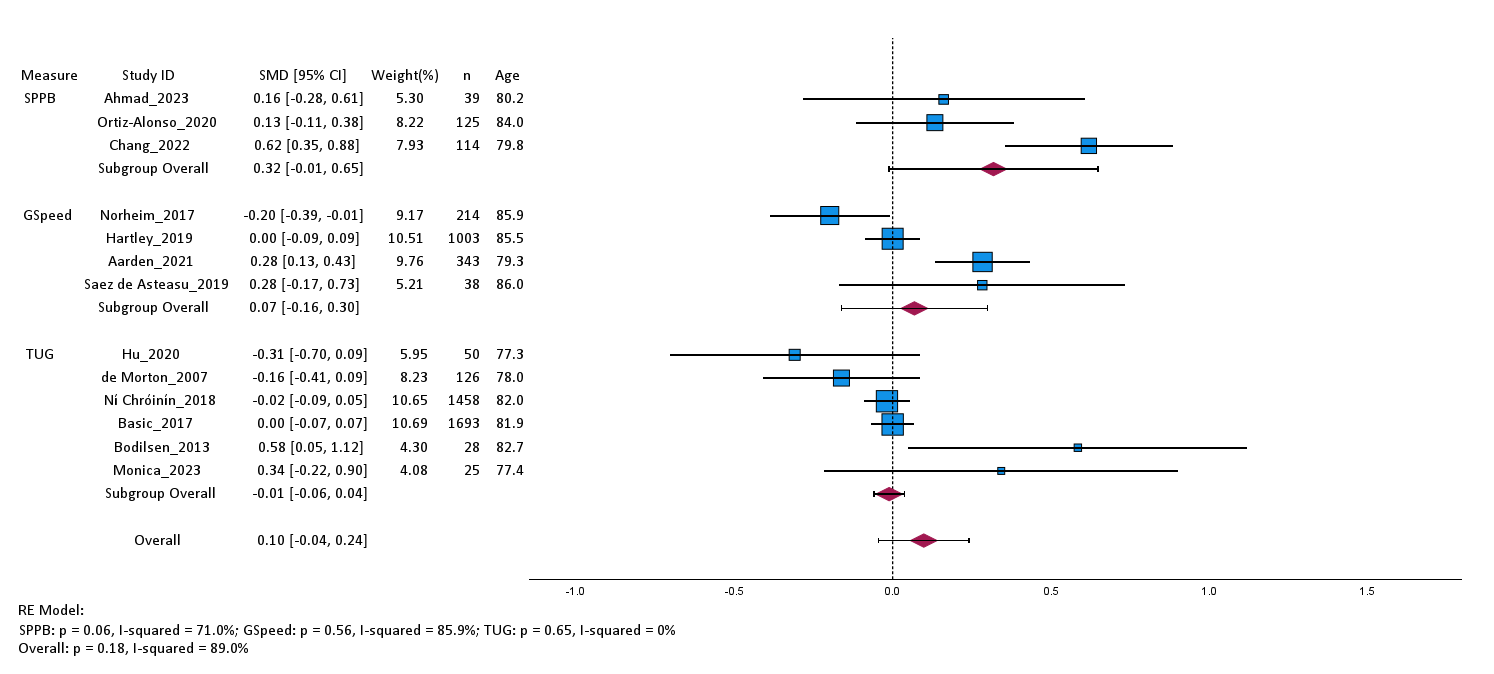 Measure Study ID SMD [95% CI] Weight(%) n Age
SPPB Ahmad_2023 0.16 [-0.28, 0.61] 5.30 39 80.2
Ortiz-Alonso_2020 0.13 [-0.11, 0.38] 8.22 125 84.0
Chang_2022 0.62 [0.35, 0.88] 7.93 114 79.8
Subgroup Overall 0.32 [-0.01, 0.65]
GSpeed Norheim_2017 -0.20 [-0.39, -0.01] 9.17 214 85.9
Hartley_2019 0.00 [-0.09, 0.09] 10.51 1003 85.5
Aarden_2021 0.28 [0.13, 0.43] 9.76 343 79.3
Saez de Asteasu_2019 0.28 [-0.17, 0.73] 5.21 38 86.0
Subgroup Overall 0.07 [-0.16, 0.30]
TUG Hu_2020 -0.31 [-0.70, 0.09] 5.95 50 77.3
de Morton_2007 -0.16 [-0.41, 0.09] 8.23 126 78.0
Ní Chróinín_2018 -0.02 [-0.09, 0.05] 10.65 1458 82.0
Basic_2017 0.00 [-0.07, 0.07] 10.69 1693 81.9
Bodilsen_2013 0.58 [0.05, 1.12] 4.30 28 82.7
Monica_2023 0.34 [-0.22, 0.90] 4.08 25 77.4
Subgroup Overall -0.01 [-0.06, 0.04]
Overall 0.10 [-0.04, 0.24]
-1.0 -0.5 0.0 0.5 1.0 1.5
RE Model:
SPPB: p = 0.06, I-squared = 71.0%; GSpeed: p = 0.56, I-squared = 85.9%; TUG: p = 0.65, I-squared = 0%
Overall: p = 0.18, I-squared = 89.0%